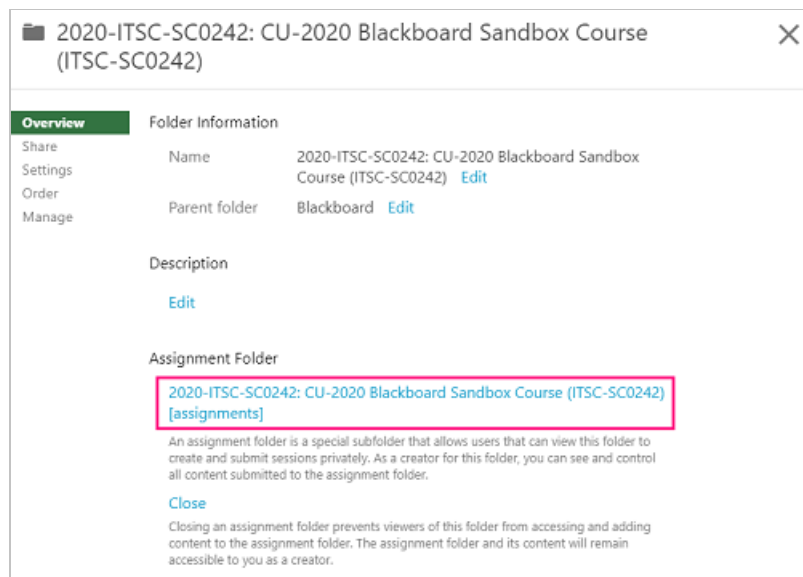 2020-ITSC-SC0242: CU-2020 Blackboard Sandbox Course
(ITSC-SC0242)
Overview
Share
Settings
Order
Manage
Folder Information
Name
2020-ITSC-SC0242: CU-2020 Blackboard Sandbox
Course (ITSC-SC0242) Edit
Parent folder
Blackboard Edit
Description
Edit
Assignment Folder
2020-ITSC-SC0242: CU-2020 Blackboard Sandbox Course (ITSC-SC0242)
[assignments]
An assignment folder is a special subfolder that allows users that can view this folder to
create and submit sessions privately. As a creator for this folder, you can see and control
all content submitted to the assignment folder.
Close
Closing an assignment folder prevents viewers of this folder from accessing and adding
content to the assignment folder. The assignment folder and its content will remain
accessible to you as a creator.